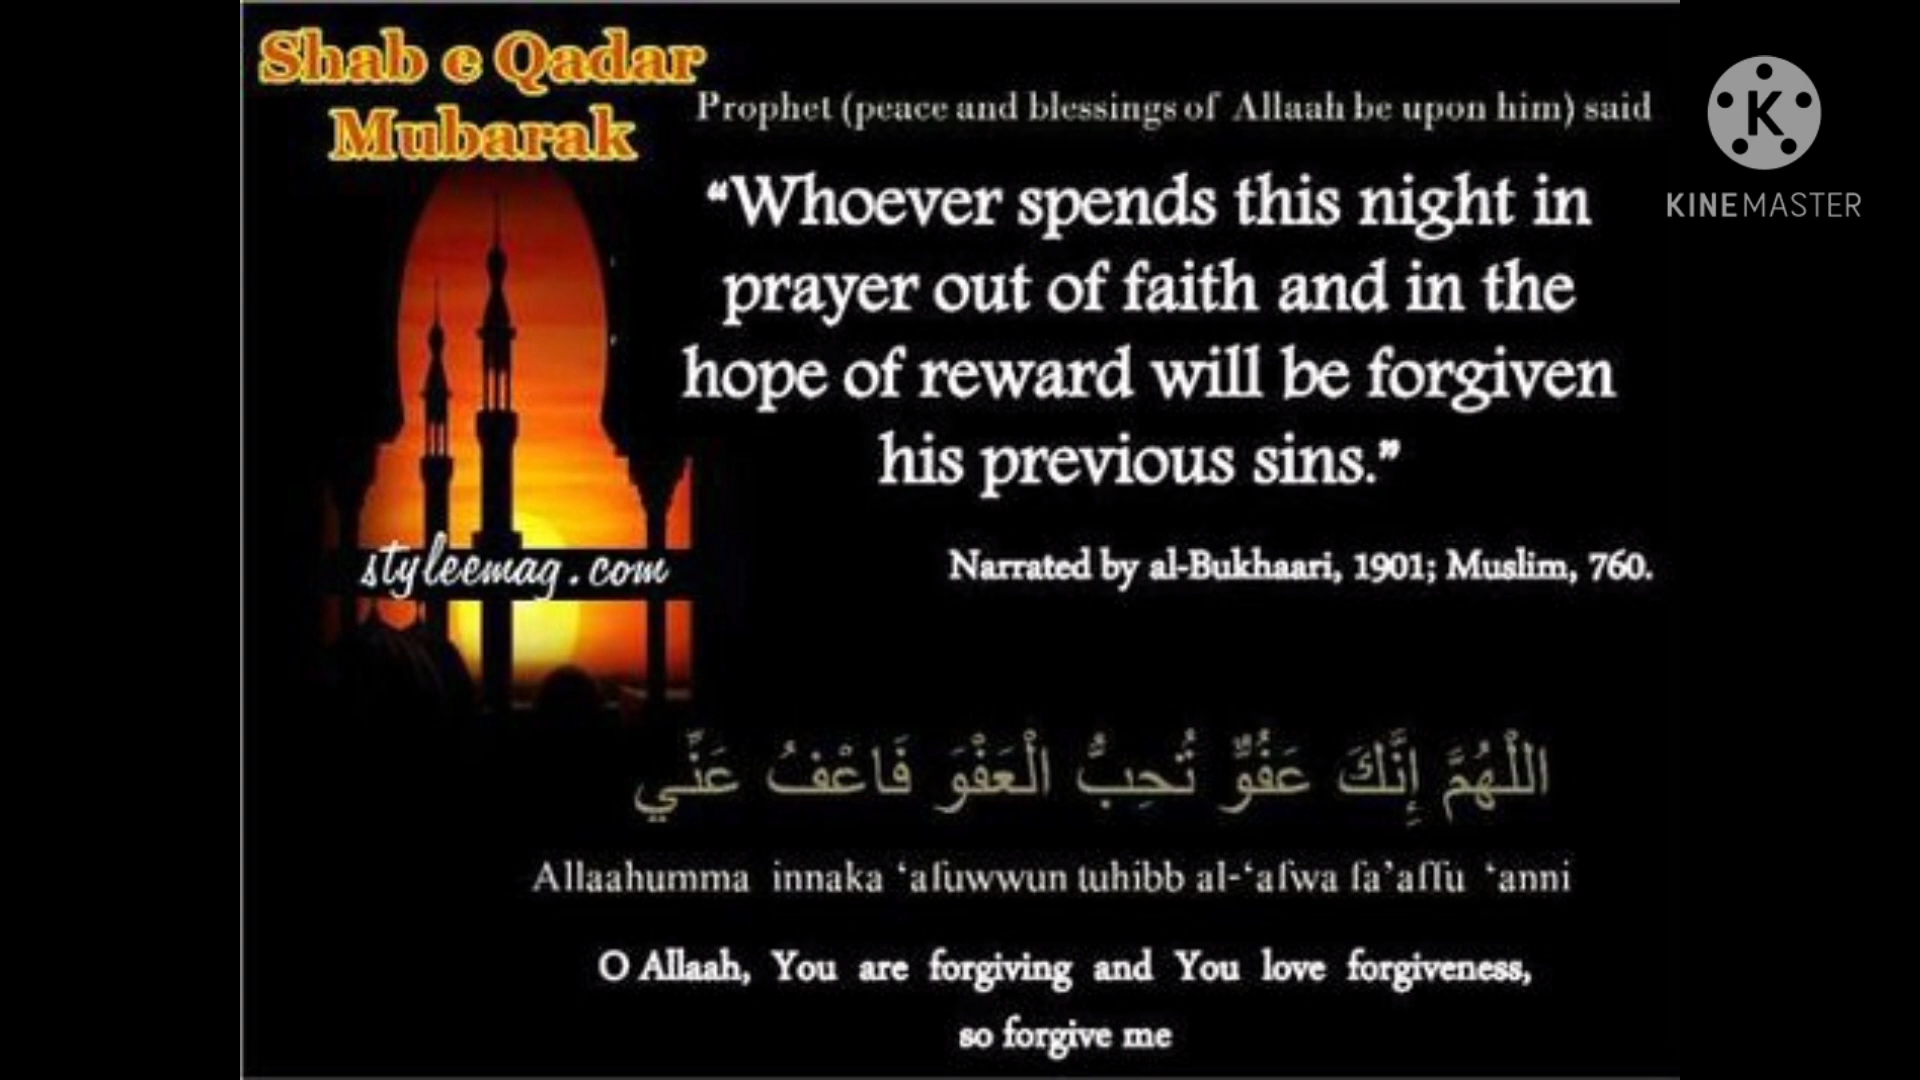 Shab e Qadar
Mubarak
Prophet (peace and blessings of Allaah be upon him) said
“Whoever spends this night in
prayer out of faith and in the
hope of reward will be forgiven
his previous sins.”
Narrated by al-Bukhaari, 1901; Muslim, 760.
styleemag.com
اللْهُمَّ إِنَّكَ عَفُوٌّ تُحِبُّ الْعَفْوَ فَاعْفُ عَنِّي
Allaahumma innaka ‘afuwwun tuhibb al-‘afwa fa’affu ‘anni
O Allaah, You are forgiving and You love forgiveness,
so forgive me
K
KINEMASTER